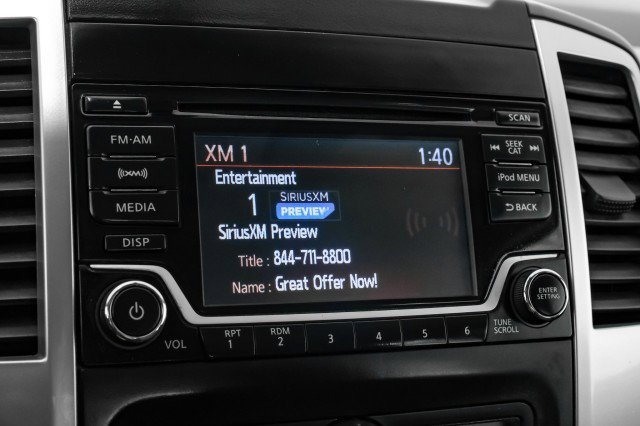 SCAN
FM-AM
XM
MEDIA
DISP
XM 1 1:40
Entertainment
1 SIRIUSXM
PREVIEW
SiriusXM Preview
Title : 844-711-8800
Name : Great Offer Now!
SEEK
CAT
iPod MENU
BACK
ENTER
SETTING
VOL
RPT
1
RDM
2
3
4
5
6
TUNE
SCROLL